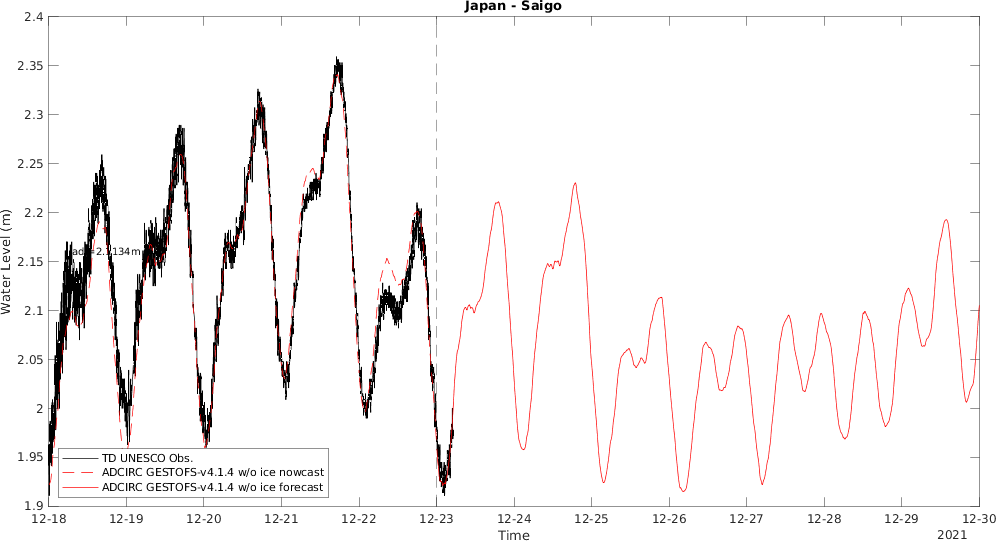 Japan - Saigo
2.4
2.35
2.3
2.25
2.2
2.15
2.1
2.05
2
1.95
1.9
Water Level (m)
TD UNESCO Obs.
ADCIRC GESTOFS-v4.1.4 w/o ice nowcast
ADCIRC GESTOFS-v4.1.4 w/o ice forecast
12-18 12-19 12-20 12-21 12-22 12-23 12-24 12-25 12-26 12-27 12-28 12-29 12-30
Time
2021